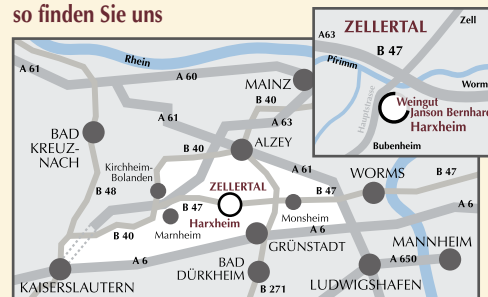 so finden Sie uns
ZELLERTAL
Zell
A63
B 47
Pfrimm
Worm
Hauptstrasse
Weingut
Janson Bernhard
Harxheim
Bubenheim
Rhein
A 61
A 60
MAINZ
B 40
A 61
A 63
BAD
KREUZ-
NACH
B 40
ALZEY
Kirchheim-
Bolanden
A 61
WORMS
B 47
B 48
ZELLERTAL
B 47
B 47
A 6
Harxheim
Monsheim
Marnheim
B 40
A 6
GRÜNSTADT
MANNHEIM
A 6
BAD
DÜRKHEIM
A 650
KAISERSLAUTERN
B 271
LUDWIGSHAFEN